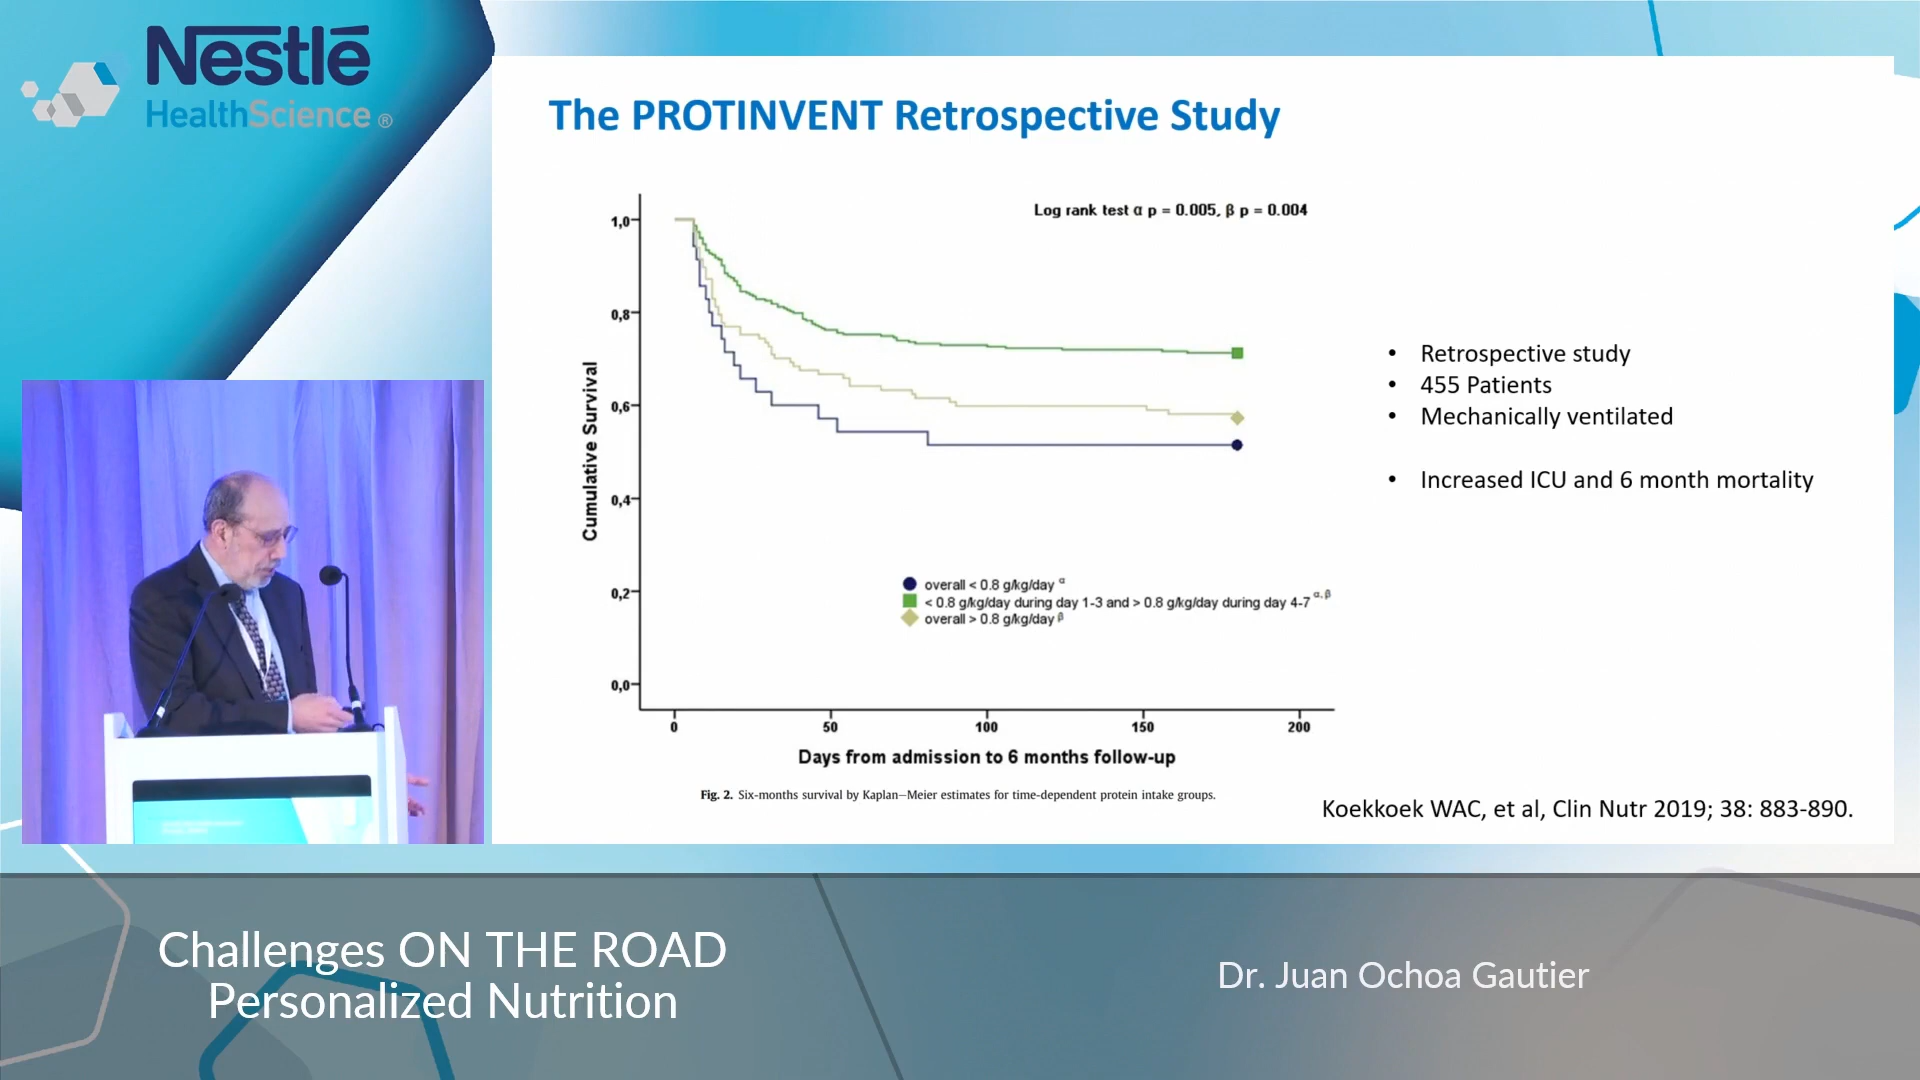 Nestlé
HealthScience ®
The PROTINVENT Retrospective Study
Log rank test α p = 0.005, β p = 0.004
1,0
0,8
0,6
0,4
0,2
0,0
Cumulative Survival
overall < 0.8 g/kg/day α
< 0.8 g/kg/day during day 1-3 and > 0.8 g/kg/day during day 4-7 α,β
overall > 0.8 g/kg/day β
0 50 100 150 200
Days from admission to 6 months follow-up
Fig. 2. Six-months survival by Kaplan–Meier estimates for time-dependent protein intake groups.
• Retrospective study
• 455 Patients
• Mechanically ventilated
• Increased ICU and 6 month mortality
Koekkoek WAC, et al, Clin Nutr 2019; 38: 883-890.
Challenges ON THE ROAD
Personalized Nutrition
Dr. Juan Ochoa Gautier